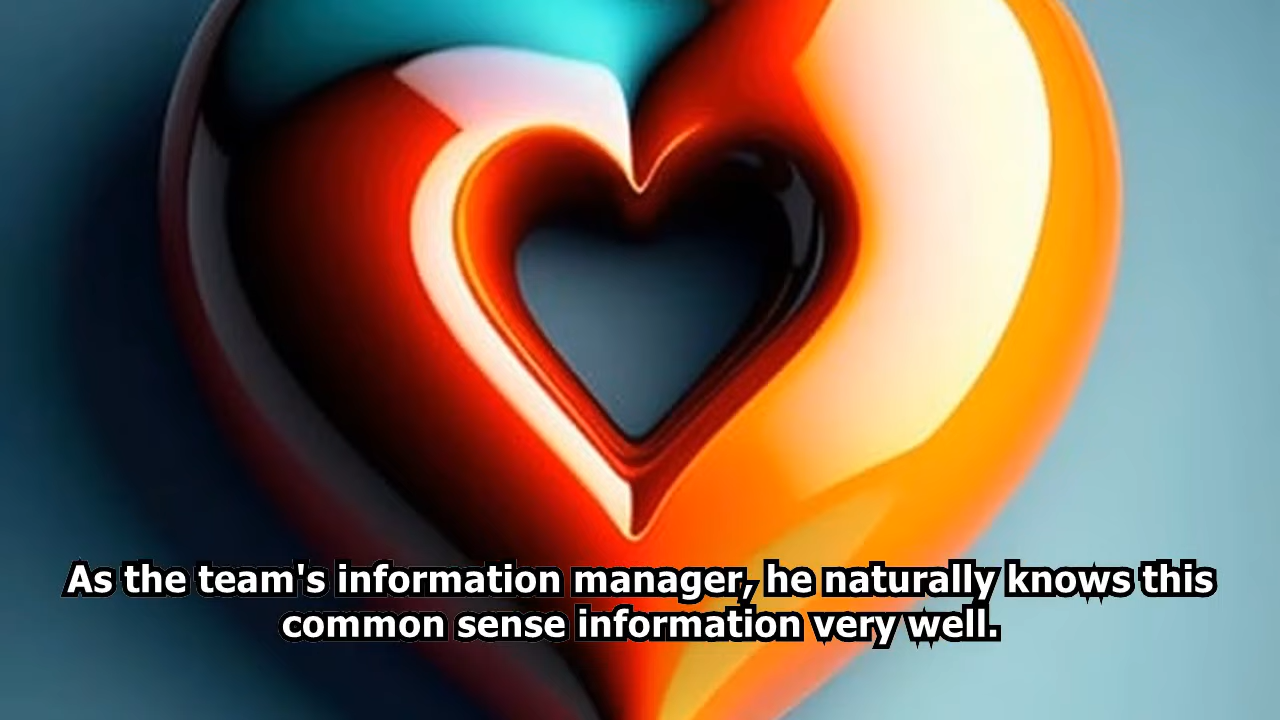 As the team's information manager, he naturally knows this
common sense information very well.